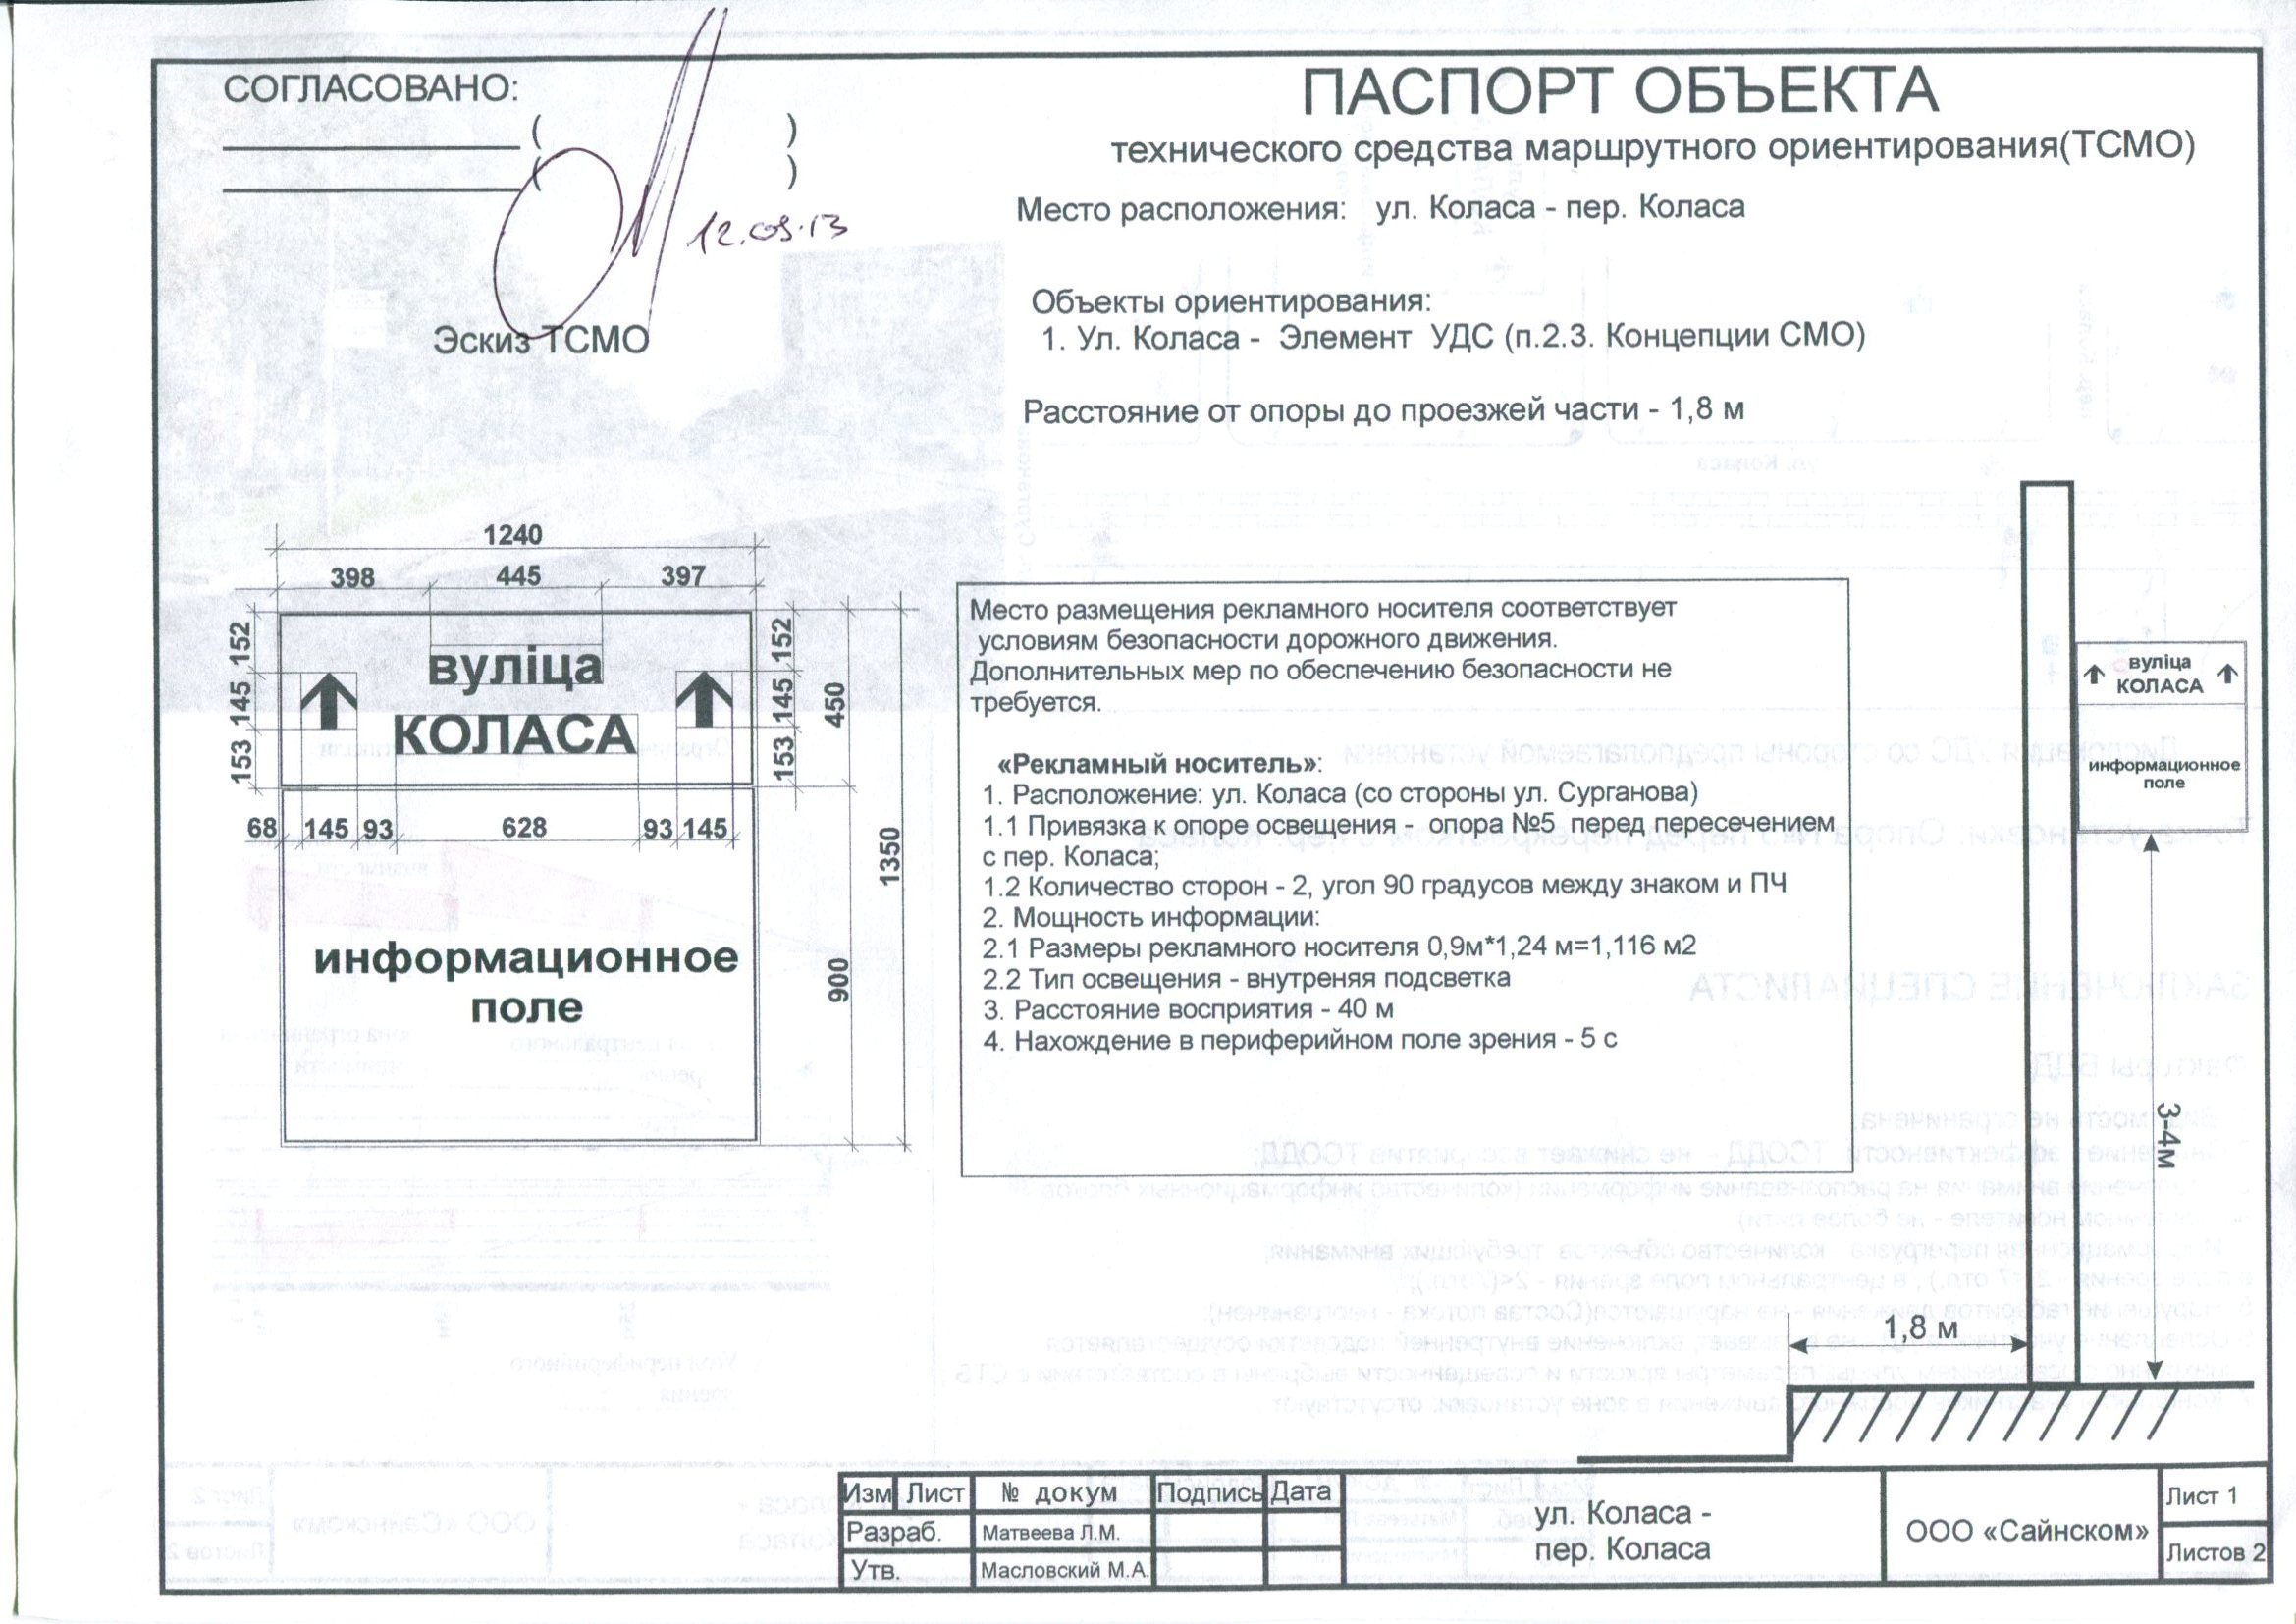 СОГЛАСОВАНО:
( )
( )
12.09.13
Эскиз ТСМО
ПАСПОРТ ОБЪЕКТА
технического средства маршрутного ориентирования(ТСМО)
Место расположения: ул. Коласа - пер. Коласа
Объекты ориентирования:
1. Ул. Коласа - Элемент УДС (п.2.3. Концепции СМО)
Расстояние от опоры до проезжей части - 1,8 м
1240
398 445 397
152 145 153
вуліца
КОЛАСА
152 145 153
450
68 145 93 628 93 145
1350
900
информационное
поле
Место размещения рекламного носителя соответствует
условиям безопасности дорожного движения.
Дополнительных мер по обеспечению безопасности не
требуется.
«Рекламный носитель»:
1. Расположение: ул. Коласа (со стороны ул. Сурганова)
1.1 Привязка к опоре освещения - опора №5 перед пересечением
с пер. Коласа;
1.2 Количество сторон - 2, угол 90 градусов между знаком и ПЧ
2. Мощность информации:
2.1 Размеры рекламного носителя 0,9м*1,24 м=1,116 м2
2.2 Тип освещения - внутреняя подсветка
3. Расстояние восприятия - 40 м
4. Нахождение в периферийном поле зрения - 5 с
вуліца
КОЛАСА
информационное
поле
3-4м
1,8 м
Изм Лист № докум Подпись Дата
Разраб. Матвеева Л.М.
Утв. Масловский М.А.
ул. Коласа -
пер. Коласа
ООО «Сайнском»
Лист 1
Листов 2